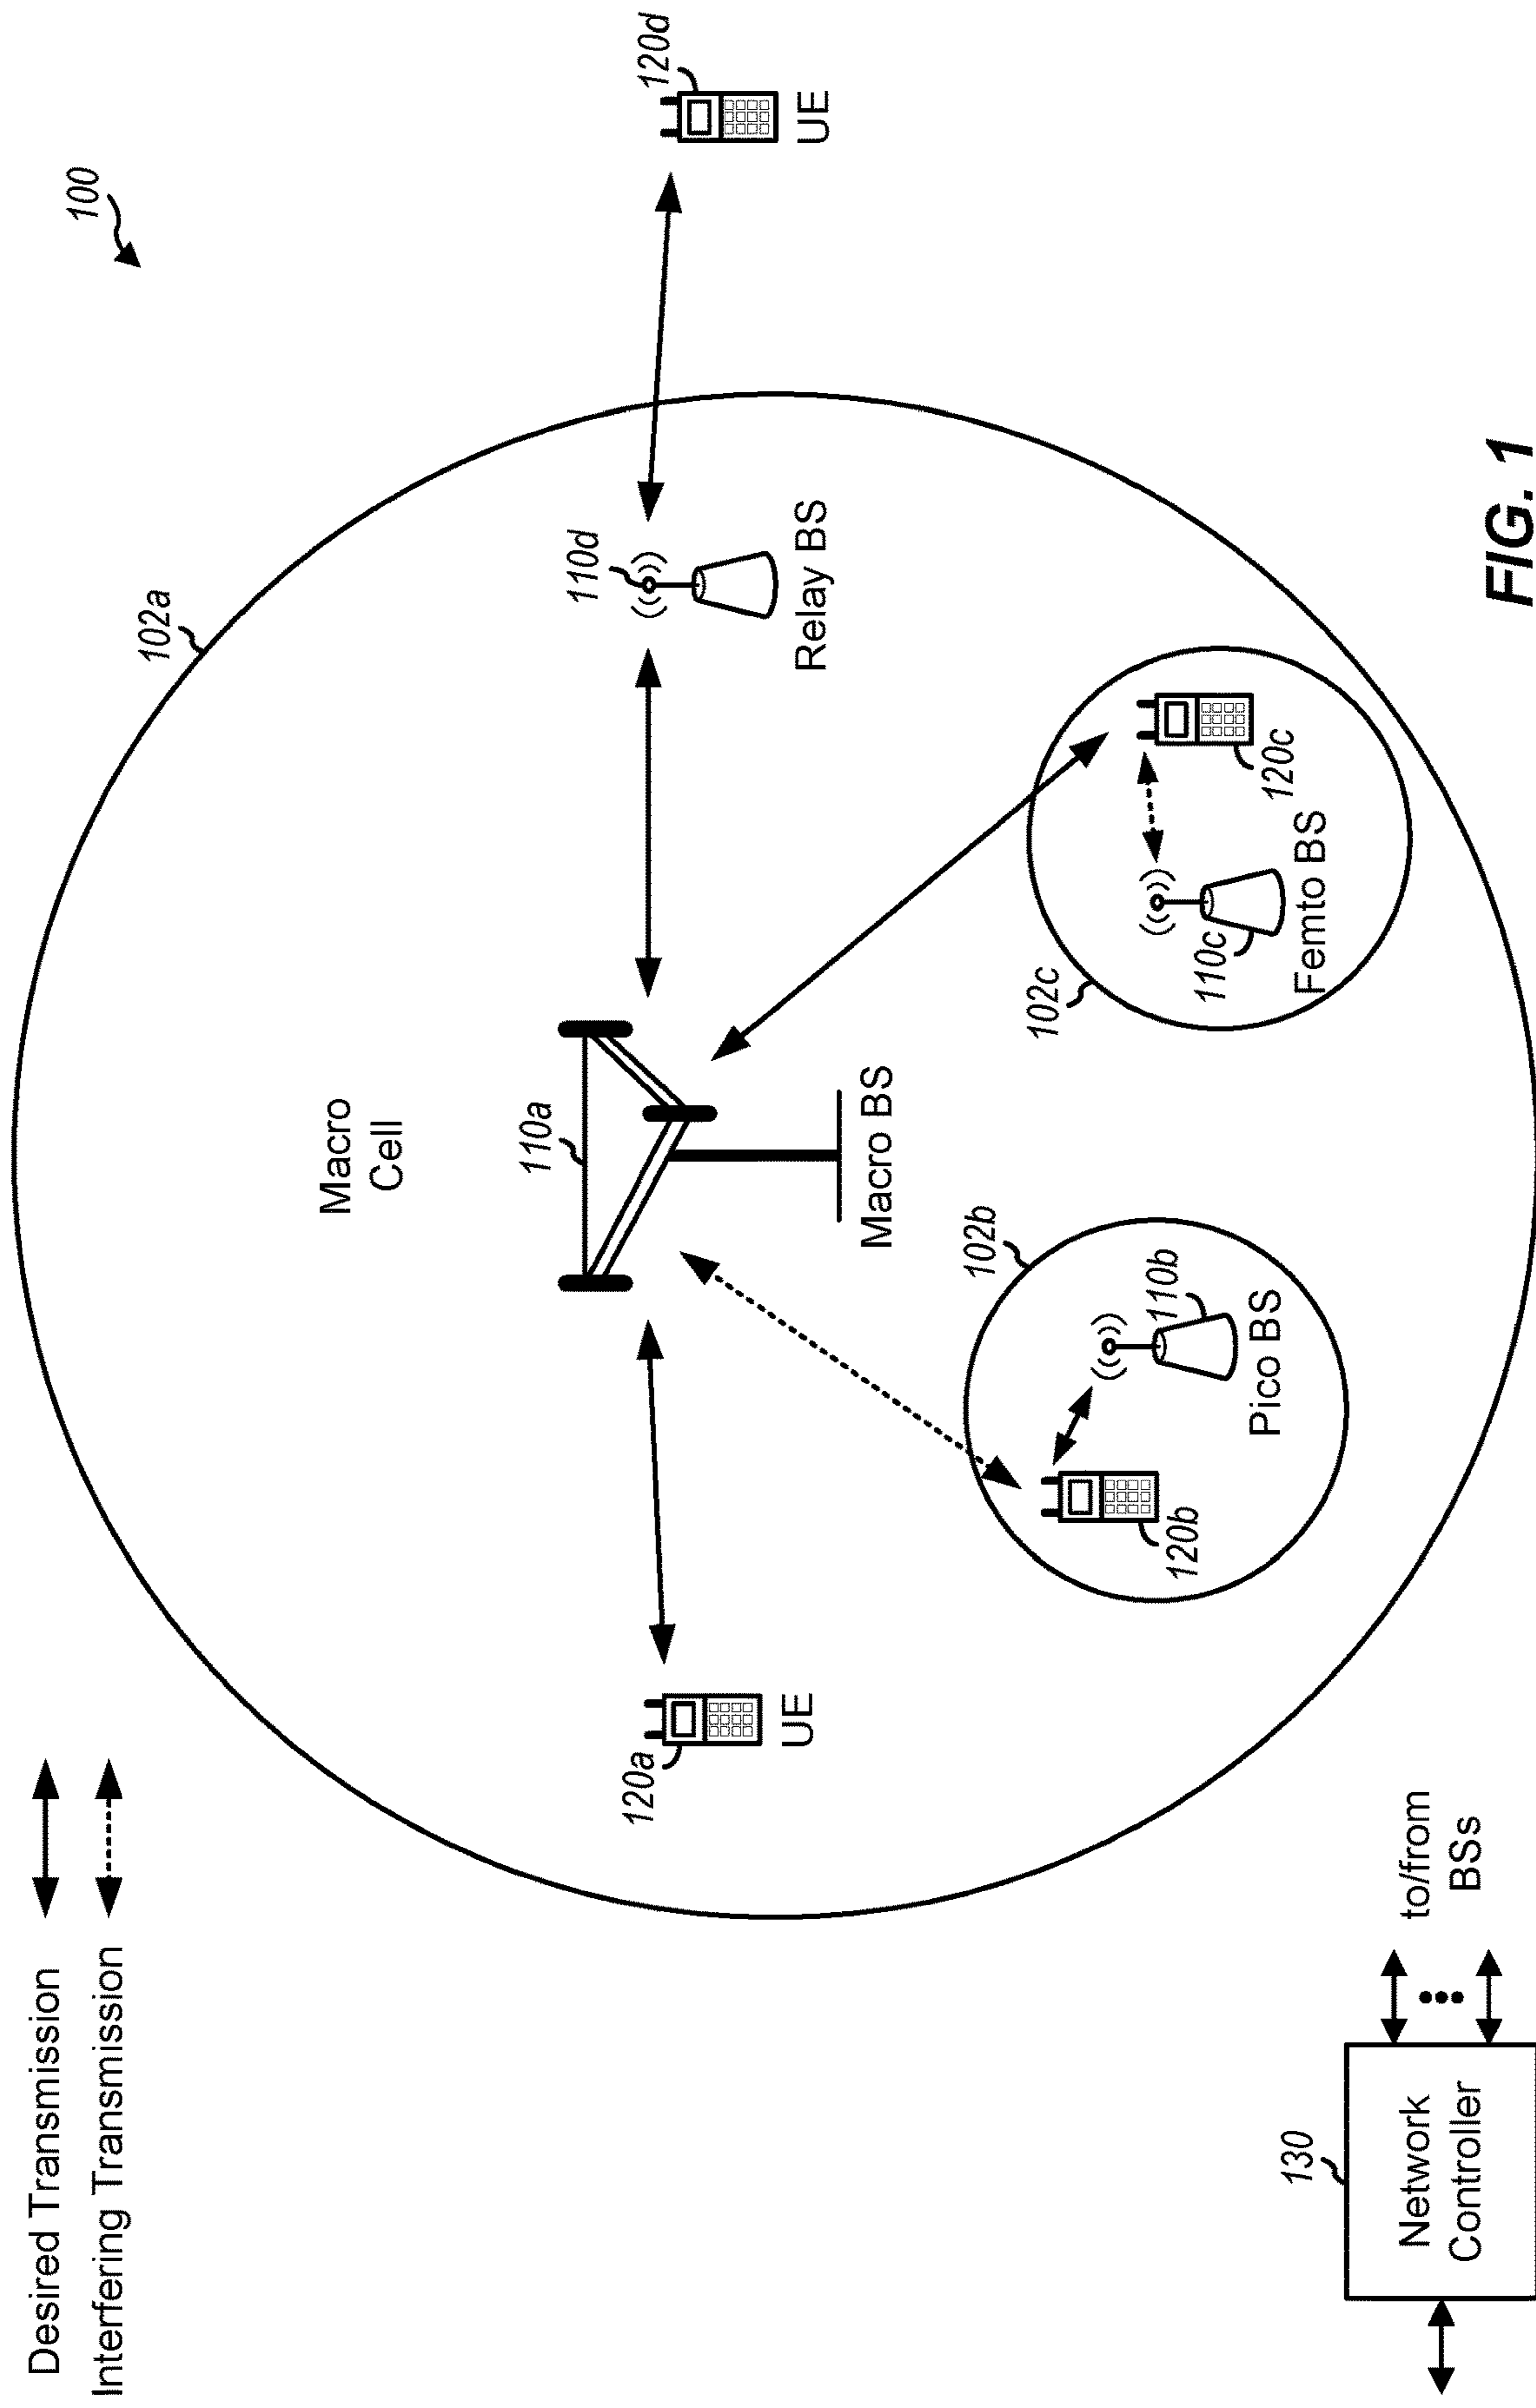 Desired Transmission
Interfering Transmission
100
102a
Macro
Cell
110a
110d
120d
120a
UE
Macro BS
Relay BS
UE
102b
102c
120b
110b
Pico BS
110c
120c
Femto BS
130
Network
Controller
to/from
BSs
FIG. 1